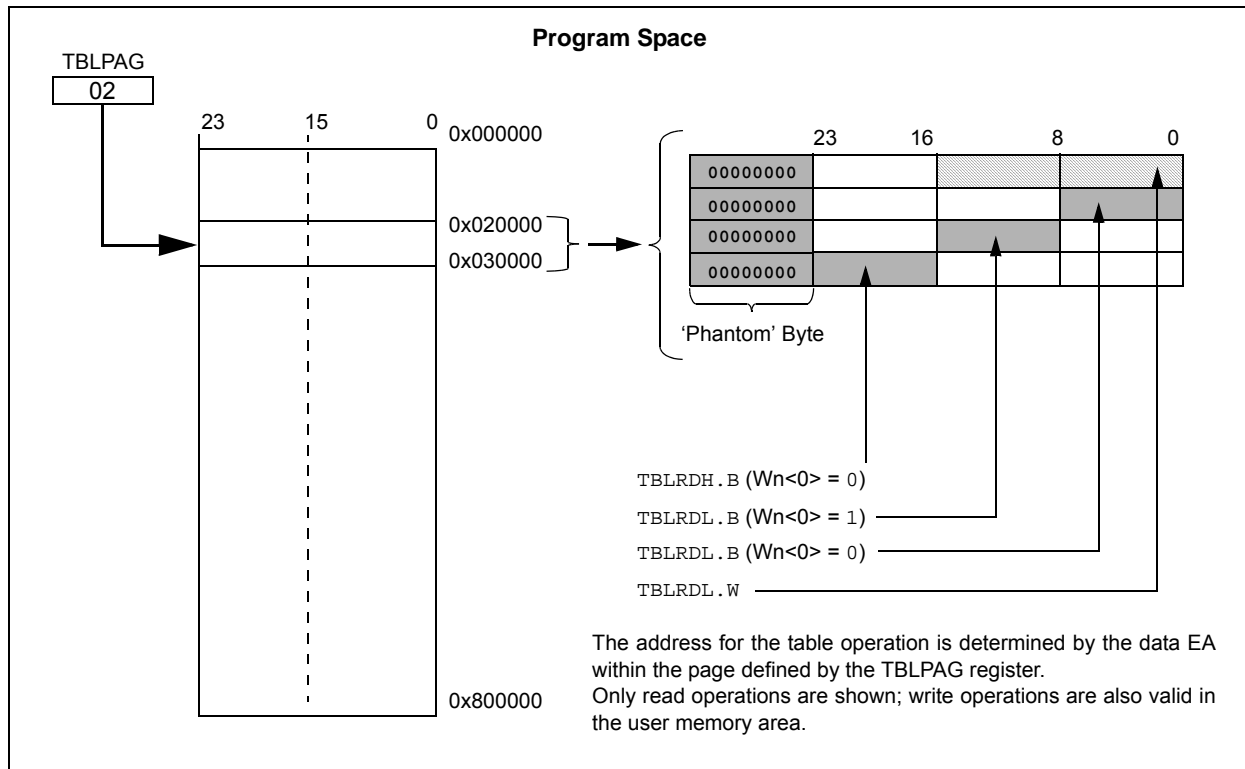 Program Space
TBLPAG
02
23 15 0
0x000000
0x020000
0x030000
0x800000
23 16 8 0
00000000
00000000
00000000
00000000
‘Phantom’ Byte
TBLRDH.B (Wn<0> = 0)
TBLRDL.B (Wn<0> = 1)
TBLRDL.B (Wn<0> = 0)
TBLRDL.W
The address for the table operation is determined by the data EA
within the page defined by the TBLPAG register.
Only read operations are shown; write operations are also valid in
the user memory area.